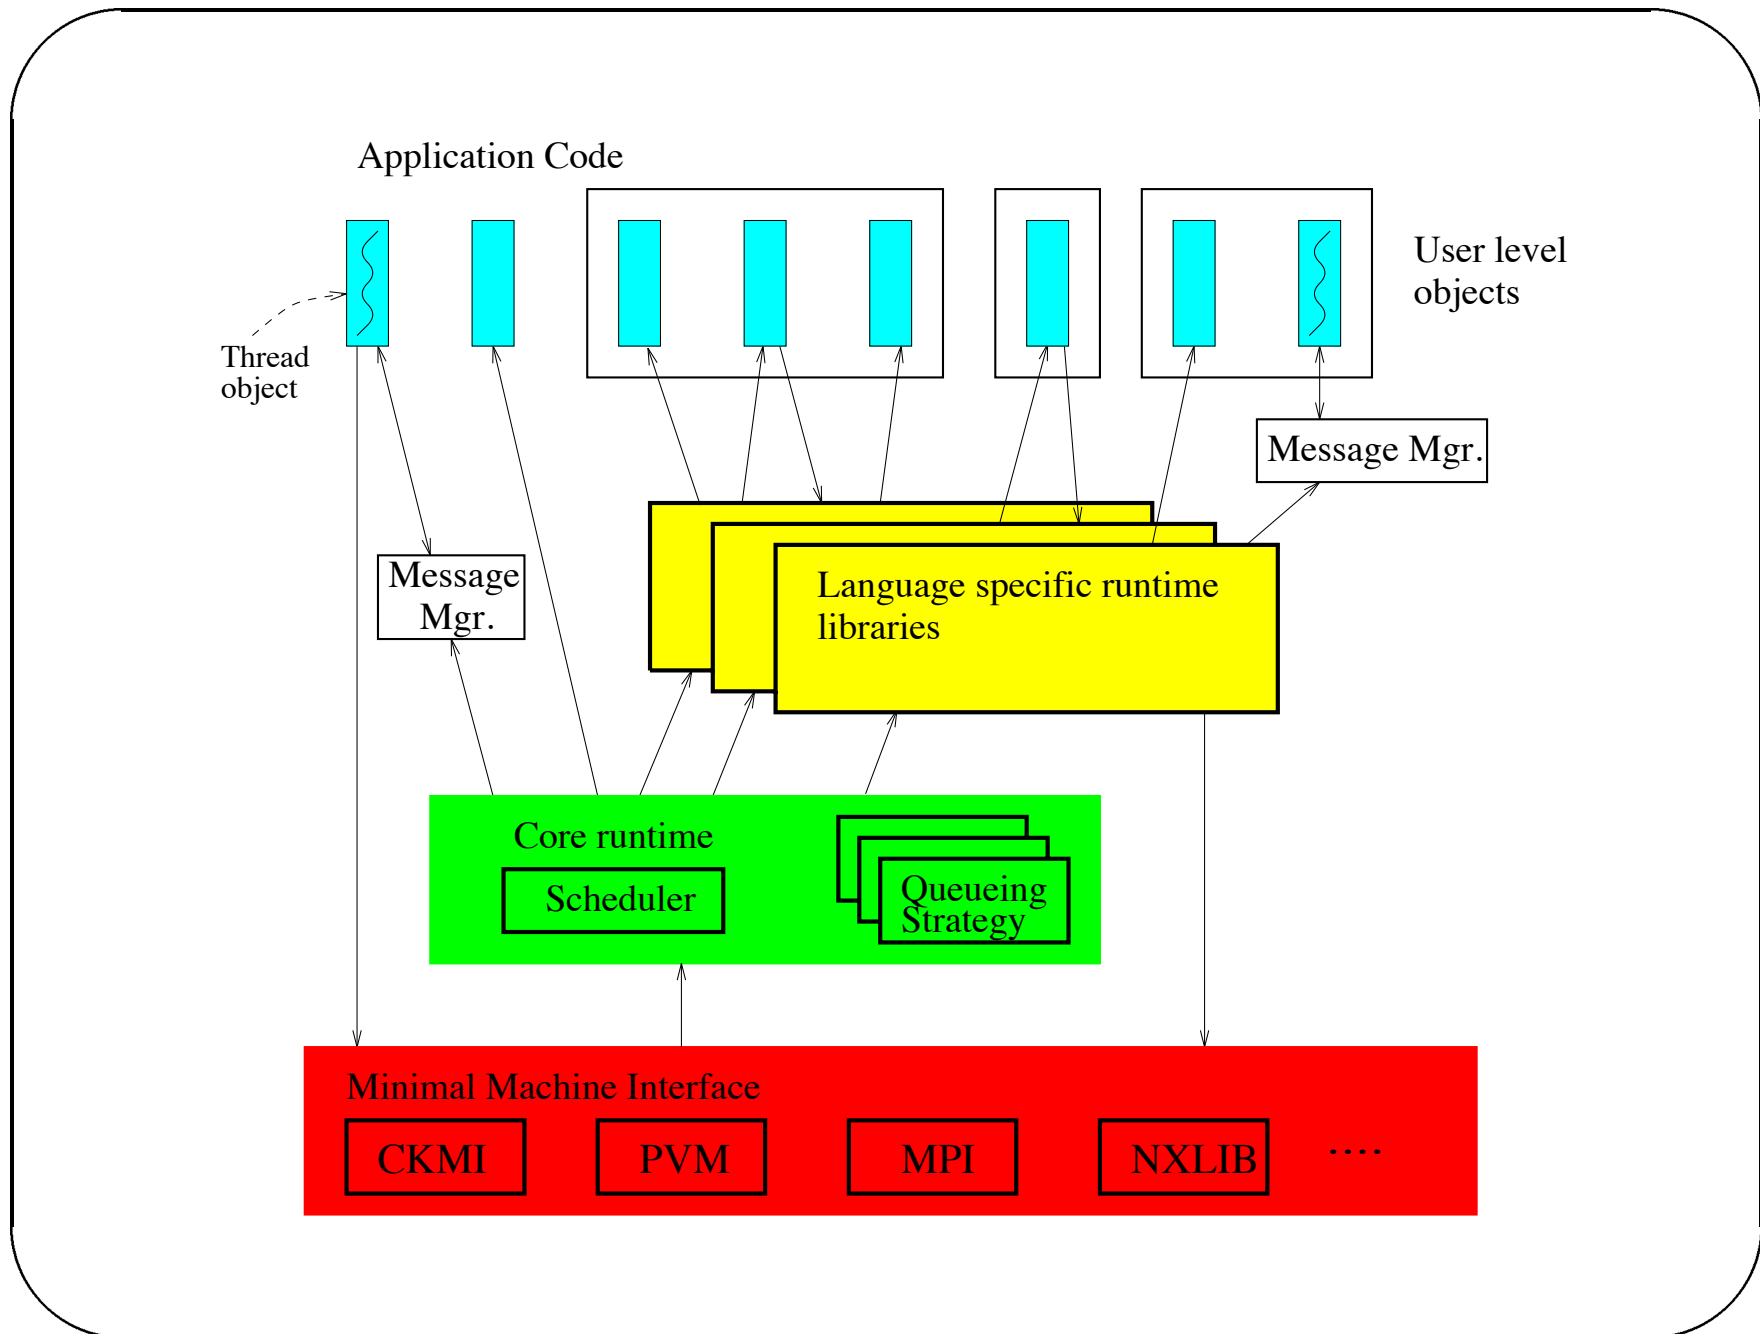 Application Code
User level
objects
Thread
object
Message Mgr.
Message
Mgr.
Language specific runtime
libraries
Core runtime
Scheduler
Queueing
Strategy
Minimal Machine Interface
CKMI
PVM
MPI
NXLIB
....